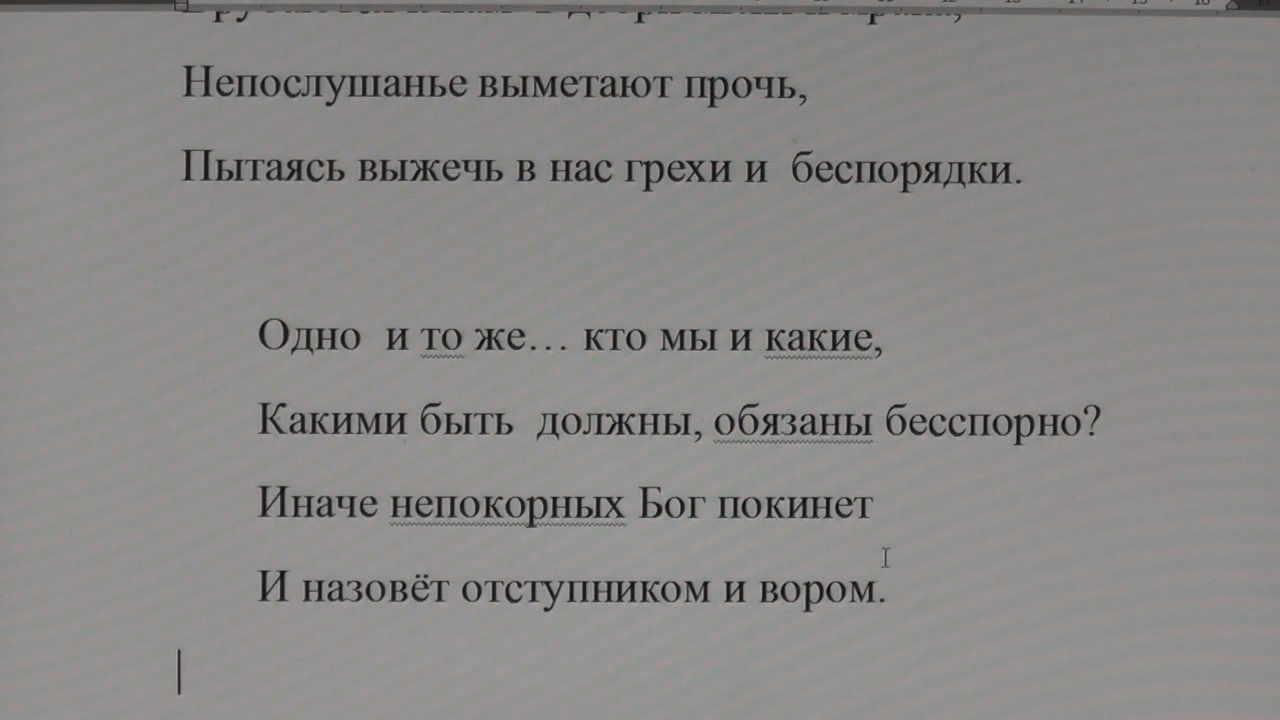 Непослушанье выметают прочь,
Пытаясь выжечь в нас грехи и  беспорядки.
Одно  и то же… кто мы и какие,
Какими быть  должны, обязаны бесспорно?
Иначе непокорных Бог покинет
И назовёт отступником и вором.